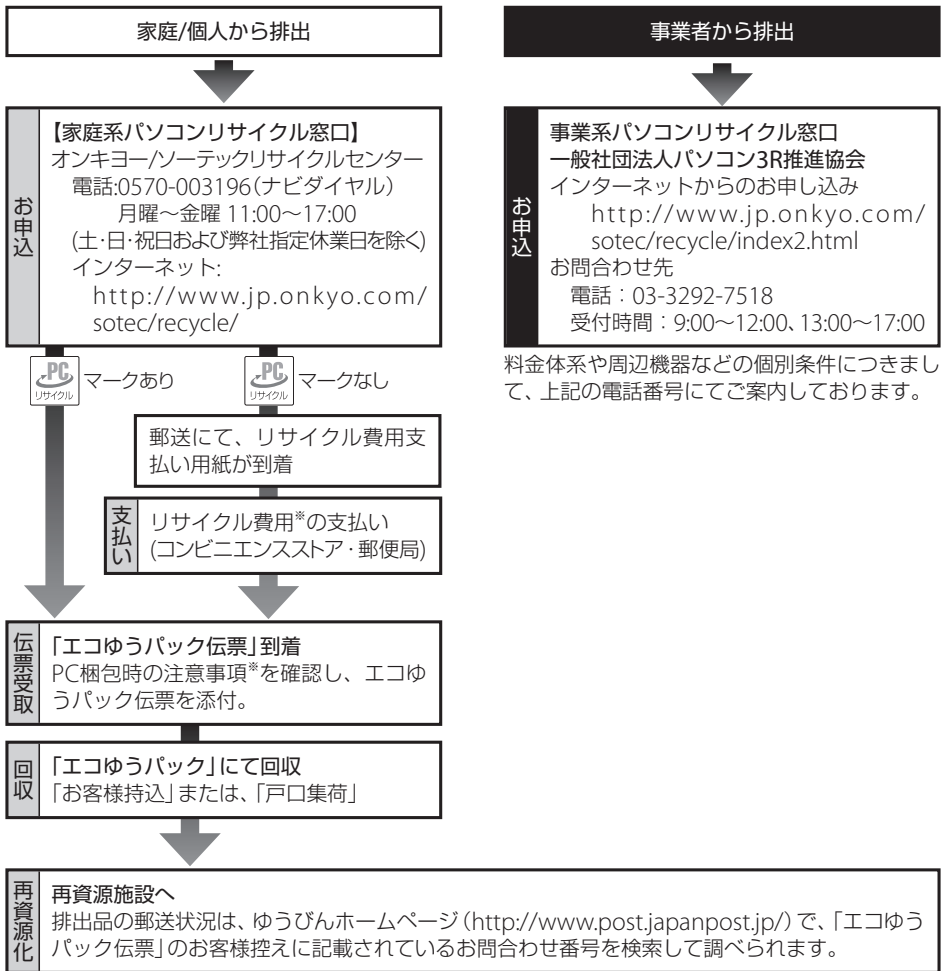 家庭/個人から排出
お申込
【家庭系パソコンリサイクル窓口】
オンキヨー/ソーテックリサイクルセンター
電話:0570-003196(ナビダイヤル)
月曜～金曜 11:00～17:00
(土・日・祝日および弊社指定休業日を除く)
インターネット:
http://www.jp.onkyo.com/
sotec/recycle/
PC
リサイクル
マークあり
PC
リサイクル
マークなし
郵送にて、リサイクル費用支
払い用紙が到着
支払い
リサイクル費用※の支払い
(コンビニエンスストア・郵便局)
伝票受取
「エコゆうパック伝票」到着
PC梱包時の注意事項※を確認し、エコゆ
うパック伝票を添付。
回収
「エコゆうパック」にて回収
「お客様持込」または、「戸口集荷」
事業者から排出
お申込
事業系パソコンリサイクル窓口
一般社団法人パソコン3R推進協会
インターネットからのお申し込み
http://www.jp.onkyo.com/
sotec/recycle/index2.html
お問合わせ先
電話：03-3292-7518
受付時間：9:00～12:00、13:00～17:00
料金体系や周辺機器などの個別条件につきまし
て、上記の電話番号にてご案内しております。
再資源化
再資源施設へ
排出品の郵送状況は、ゆうびんホームページ(http://www.post.japanpost.jp/)で、「エコゆう
パック伝票」のお客様控えに記載されているお問合わせ番号を検索して調べられます。